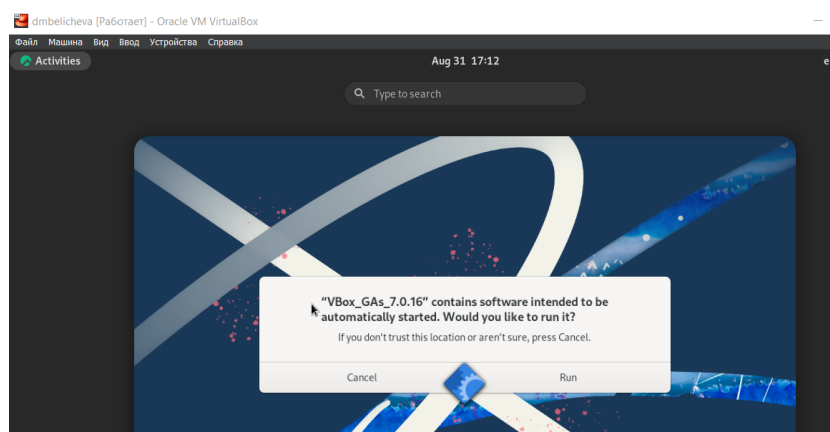 dmbelicheva [Работает] - Oracle VM VirtualBox
Файл Машина Вид Ввод Устройства Справка
Activities Aug 31 17:12 e
Type to search
“VBox_GAs_7.0.16” contains software intended to be
automatically started. Would you like to run it?
If you don't trust this location or aren't sure, press Cancel.
Cancel Run